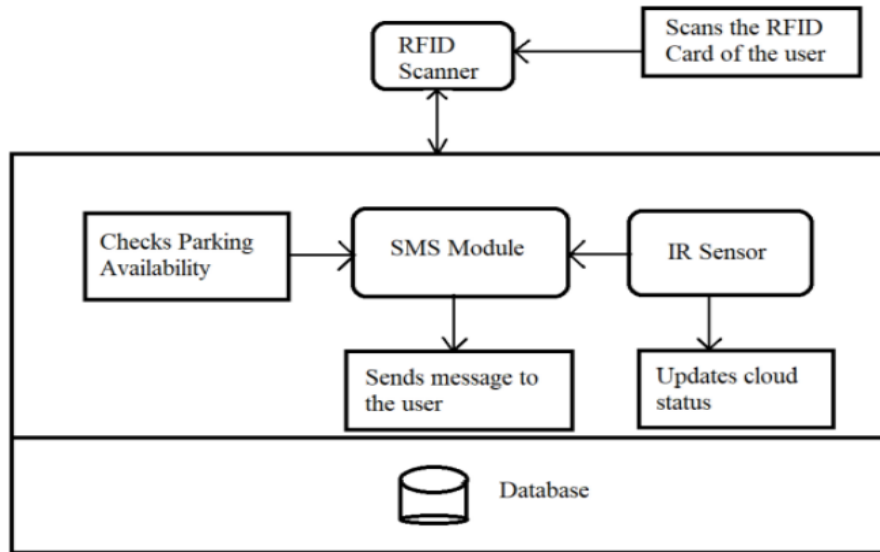 RFID
Scanner
Scans the RFID
Card of the user
Checks Parking
Availability
SMS Module
IR Sensor
Sends message to
the user
Updates cloud
status
Database